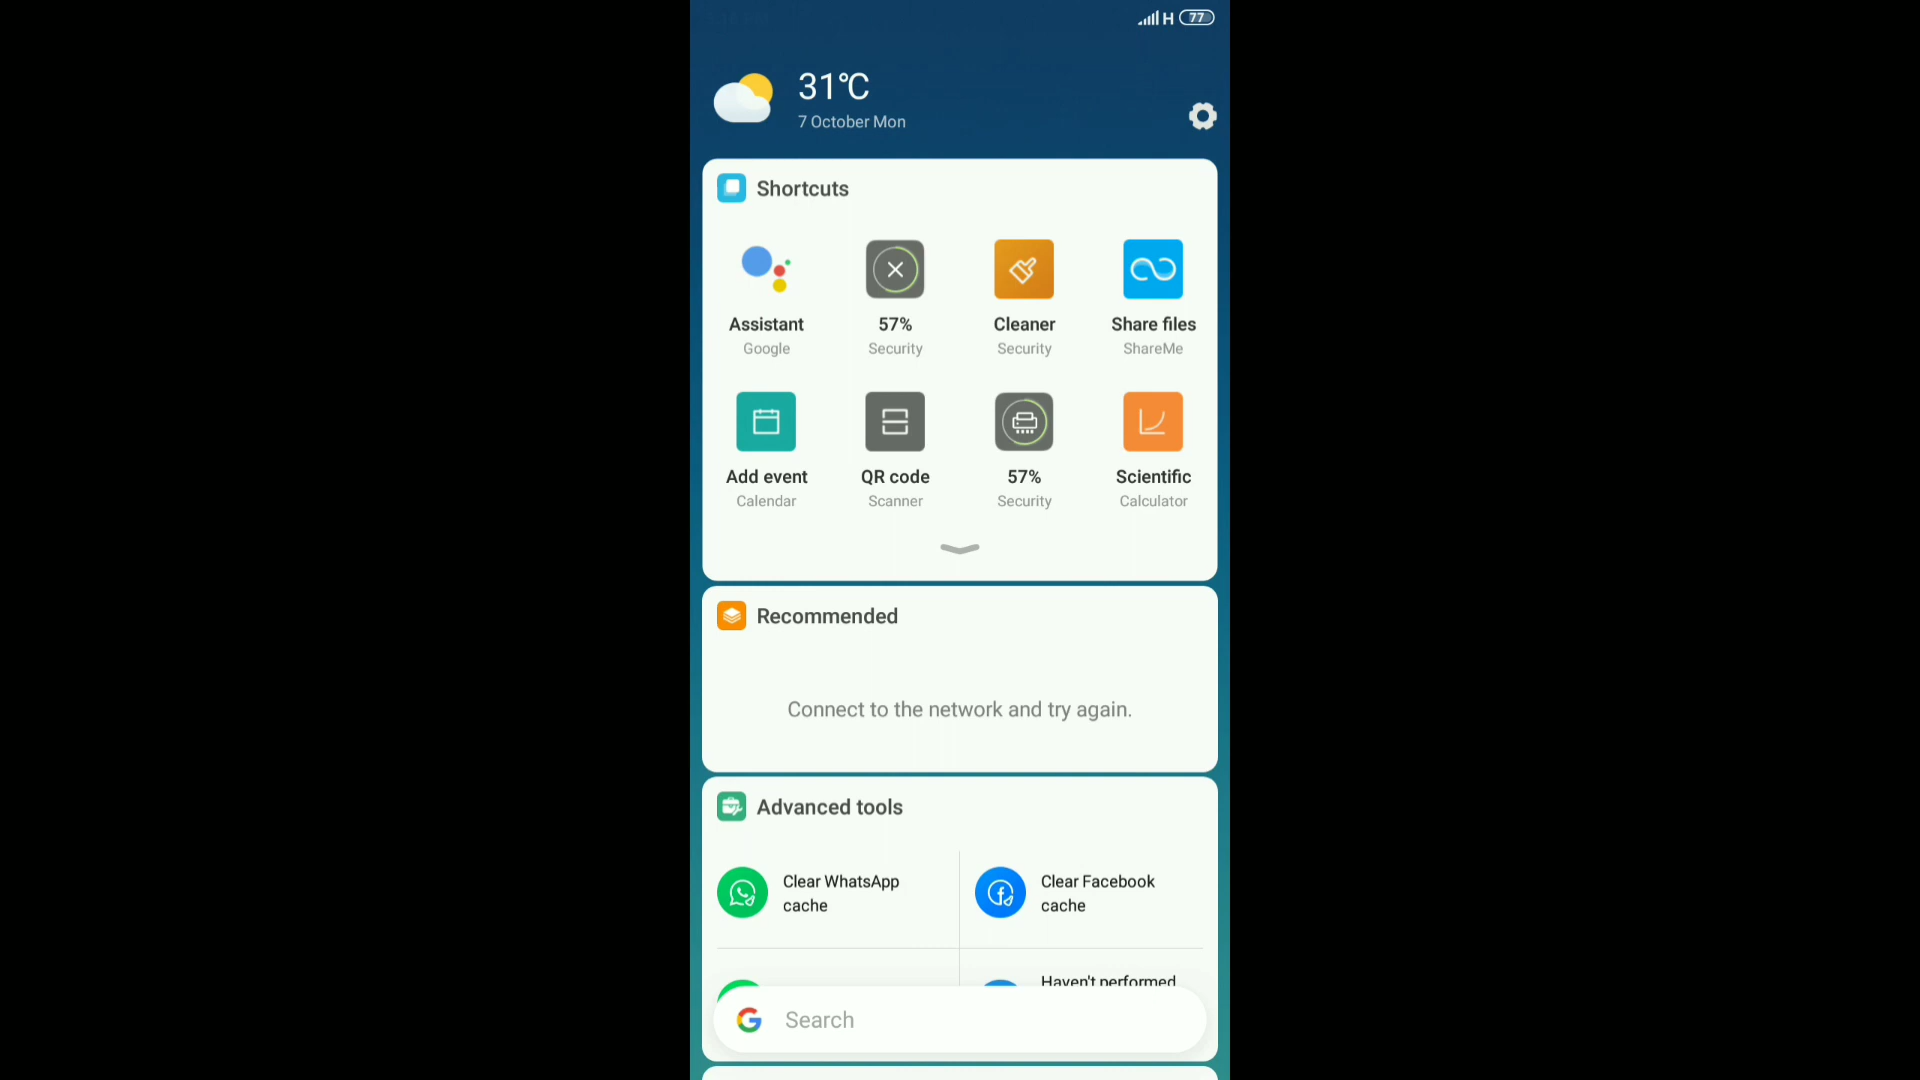 H 77
31℃
7 October Mon
Shortcuts
Assistant
Google
57%
Security
Cleaner
Security
Share files
ShareMe
Add event
Calendar
QR code
Scanner
57%
Security
Scientific
Calculator
Recommended
Connect to the network and try again.
Advanced tools
Clear WhatsApp
cache
Clear Facebook
cache
Haven't performed
Search